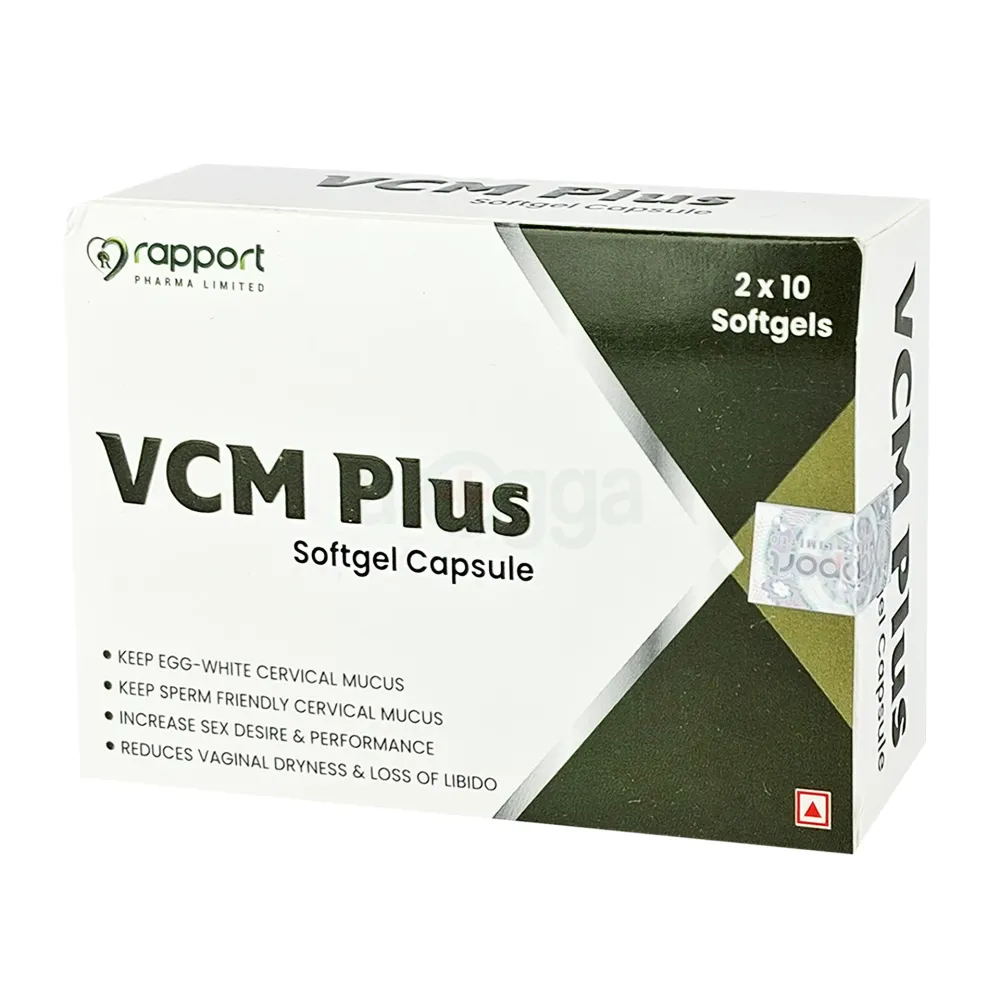 VCM Plus
Softgel Capsule
rapport
PHARMA LIMITED
2 x 10
Softgels
VCM Plus
Softgel Capsule
• KEEP EGG-WHITE CERVICAL MUCUS
• KEEP SPERM FRIENDLY CERVICAL MUCUS
• INCREASE SEX DESIRE & PERFORMANCE
• REDUCES VAGINAL DRYNESS & LOSS OF LIBIDO
VCM Plus
Capsule